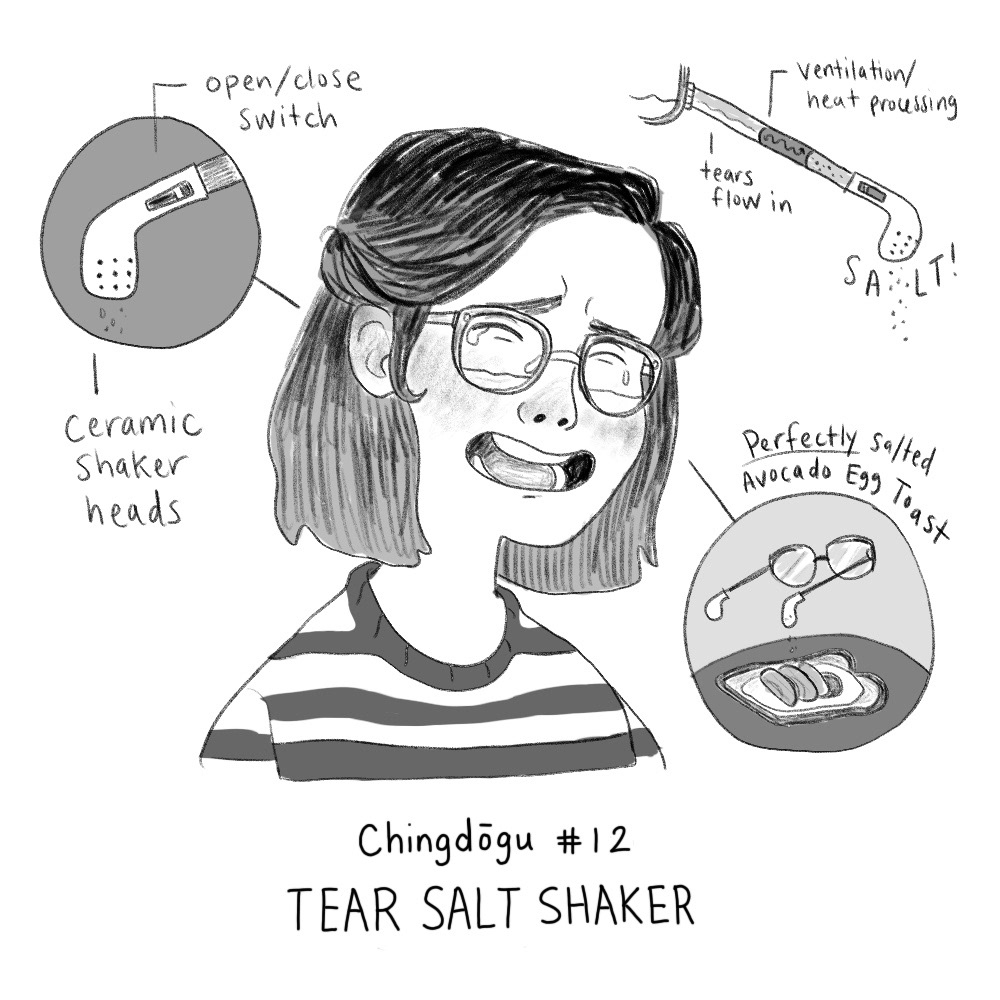 open/close
switch
ventilation/
heat processing
tears
flow in
SALT!
ceramic
shaker
heads
Perfectly salted
Avocado Egg Toast
Chingdōgu #12
TEAR SALT SHAKER